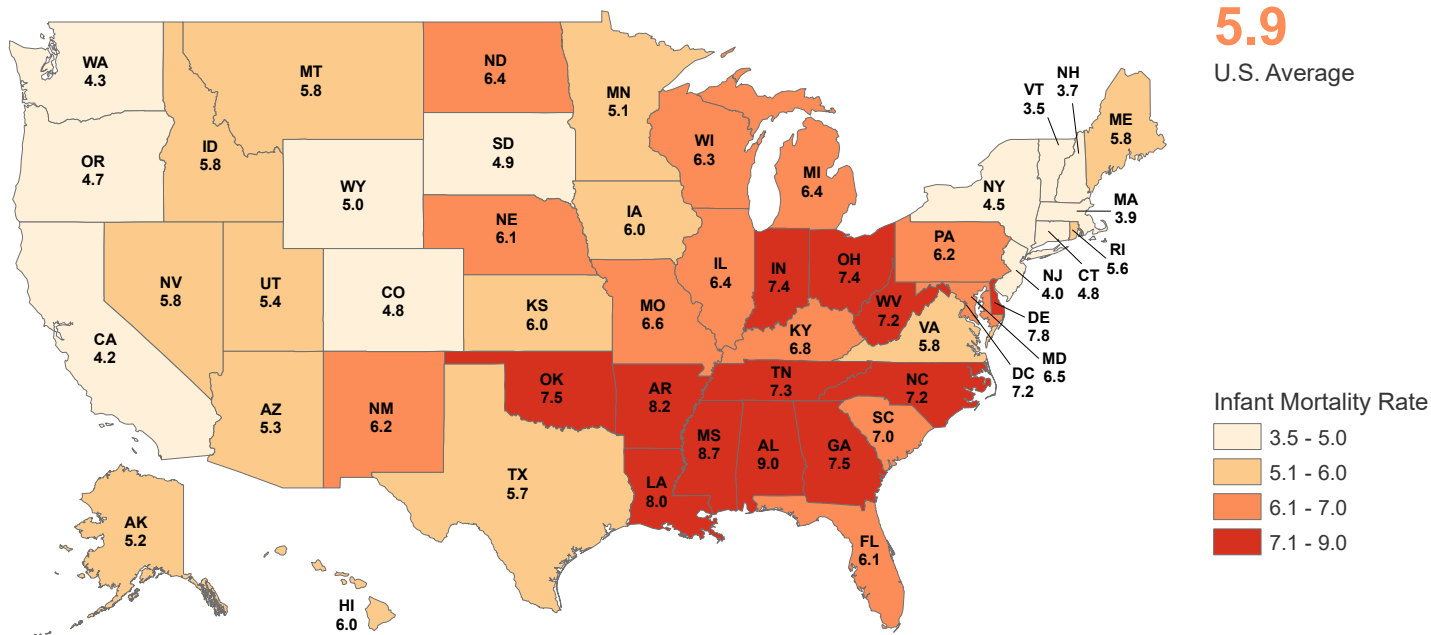 5.9
U.S. Average
WA
4.3
OR
4.7
CA
4.2
ID
5.8
NV
5.8
MT
5.8
WY
5.0
UT
5.4
AZ
5.3
CO
4.8
NM
6.2
ND
6.4
SD
4.9
NE
6.1
KS
6.0
OK
7.5
TX
5.7
MN
5.1
IA
6.0
MO
6.6
AR
8.2
LA
8.0
WI
6.3
IL
6.4
MI
6.4
IN
7.4
OH
7.4
KY
6.8
TN
7.3
MS
8.7
AL
9.0
GA
7.5
FL
6.1
SC
7.0
NC
7.2
VA
5.8
WV
7.2
PA
6.2
NY
4.5
VT
3.5
NH
3.7
ME
5.8
MA
3.9
RI
5.6
CT
4.8
NJ
4.0
DE
7.8
MD
6.5
DC
7.2
AK
5.2
HI
6.0
Infant Mortality Rate
3.5 - 5.0
5.1 - 6.0
6.1 - 7.0
7.1 - 9.0